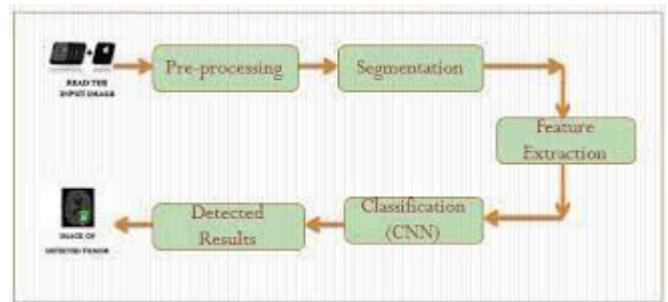 READ THE
INPUT IMAGE
Pre-processing
Segmentation
Feature
Extraction
Classification
(CNN)
Detected
Results
IMAGE OF
DETECTED TUMOR